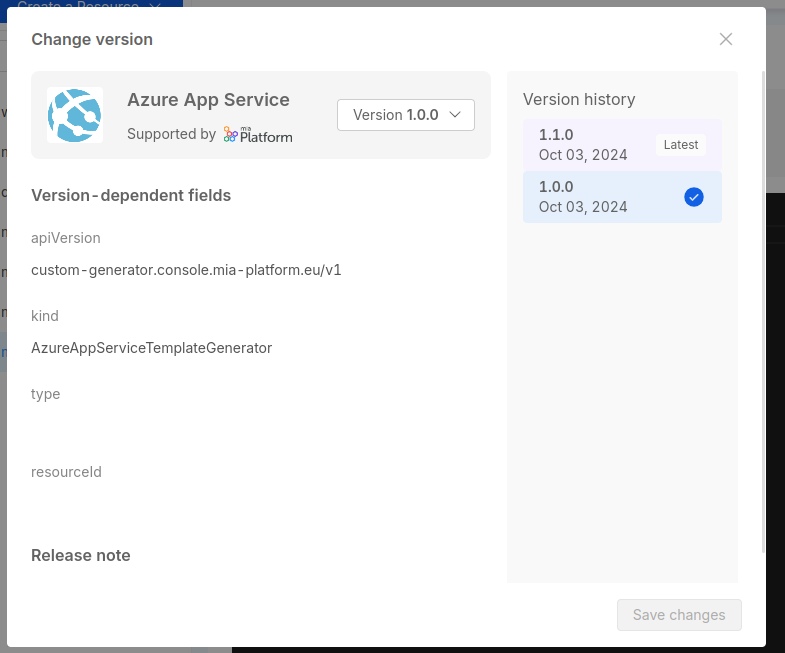 Create a Resource
Change version
Azure App Service
Supported by mia Platform
Version 1.0.0
Version-dependent fields
apiVersion
custom-generator.console.mia-platform.eu/v1
kind
AzureAppServiceTemplateGenerator
type
resourceId
Release note
Version history
1.1.0
Oct 03, 2024
Latest
1.0.0
Oct 03, 2024
Save changes